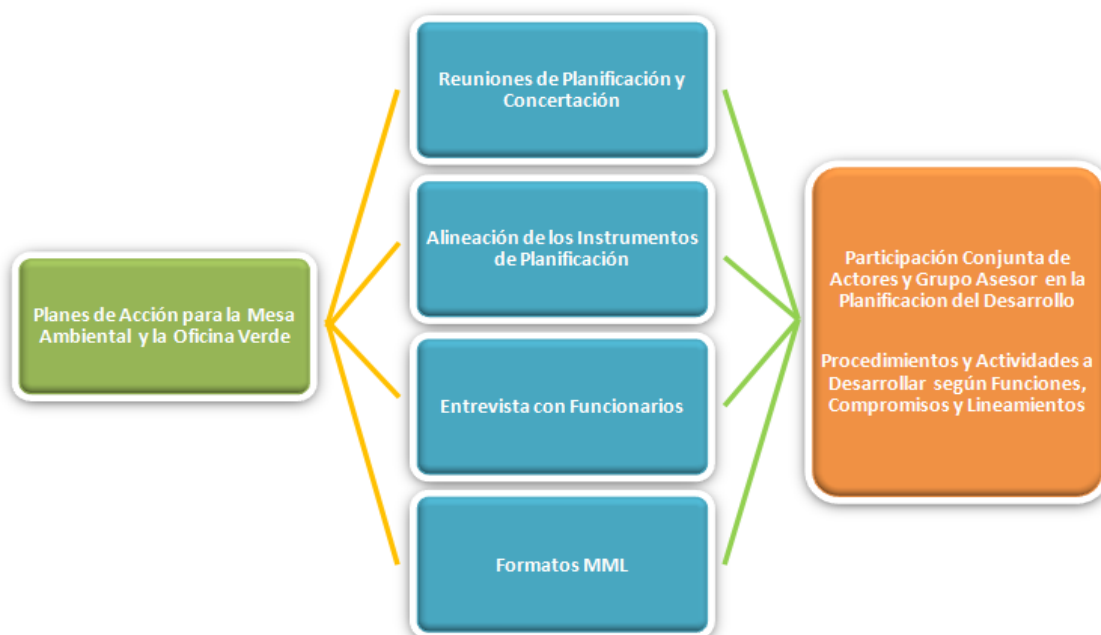 Planes de Acción para la Mesa
Ambiental y la Oficina Verde
Reuniones de Planificación y
Concertación
Alineación de los Instrumentos
de Planificación
Entrevista con Funcionarios
Formatos MML
Participación Conjunta de
Actores y Grupo Asesor en la
Planificacion del Desarrollo
Procedimientos y Actividades a
Desarrollar según Funciones,
Compromisos y Lineamientos